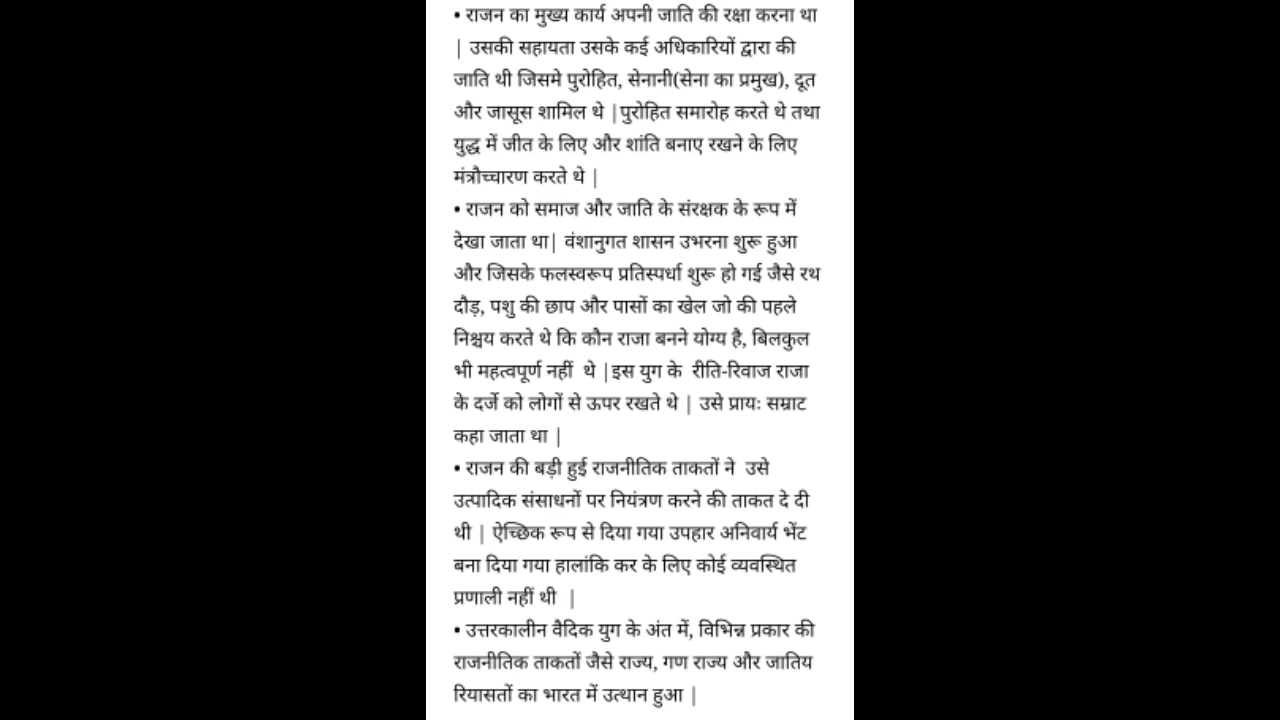 • राजन का मुख्य कार्य अपनी जाति की रक्षा करना था
| उसकी सहायता उसके कई अधिकारियों द्वारा की
जाति थी जिसमे पुरोहित, सेनानी(सेना का प्रमुख), दूत
और जासूस शामिल थे |पुरोहित समारोह करते थे तथा
युद्ध में जीत के लिए और शांति बनाए रखने के लिए
मंत्रौच्चारण करते थे |
• राजन को समाज और जाति के संरक्षक के रूप में
देखा जाता था| वंशानुगत शासन उभरना शुरू हुआ
और जिसके फलस्वरूप प्रतिस्पर्धा शुरू हो गई जैसे रथ
दौड़, पशु की छाप और पासों का खेल जो की पहले
निश्चय करते थे कि कौन राजा बनने योग्य है, बिलकुल
भी महत्वपूर्ण नहीं  थे |इस युग के  रीति-रिवाज राजा
के दर्जे को लोगों से ऊपर रखते थे | उसे प्रायः सम्राट
कहा जाता था |
• राजन की बड़ी हुई राजनीतिक ताकतों ने  उसे
उत्पादिक संसाधनों पर नियंत्रण करने की ताकत दे दी
थी | ऐच्छिक रूप से दिया गया उपहार अनिवार्य भेंट
बना दिया गया हालांकि कर के लिए कोई व्यवस्थित
प्रणाली नहीं थी  |
• उत्तरकालीन वैदिक युग के अंत में, विभिन्न प्रकार की
राजनीतिक ताकतों जैसे राज्य, गण राज्य और जातिय
रियासतों का भारत में उत्थान हुआ |